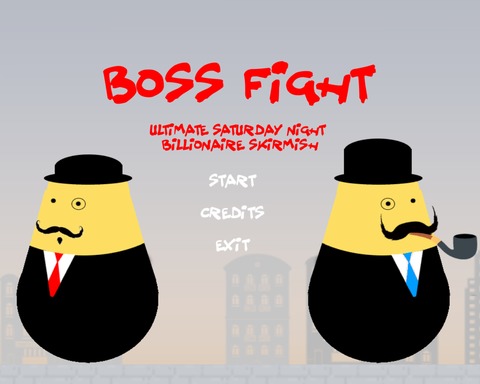 BOSS FIGHT
ULTIMATE SATURDAY NIGHT
BILLIONAIRE SKIRMISH
START
CREDITS
EXIT